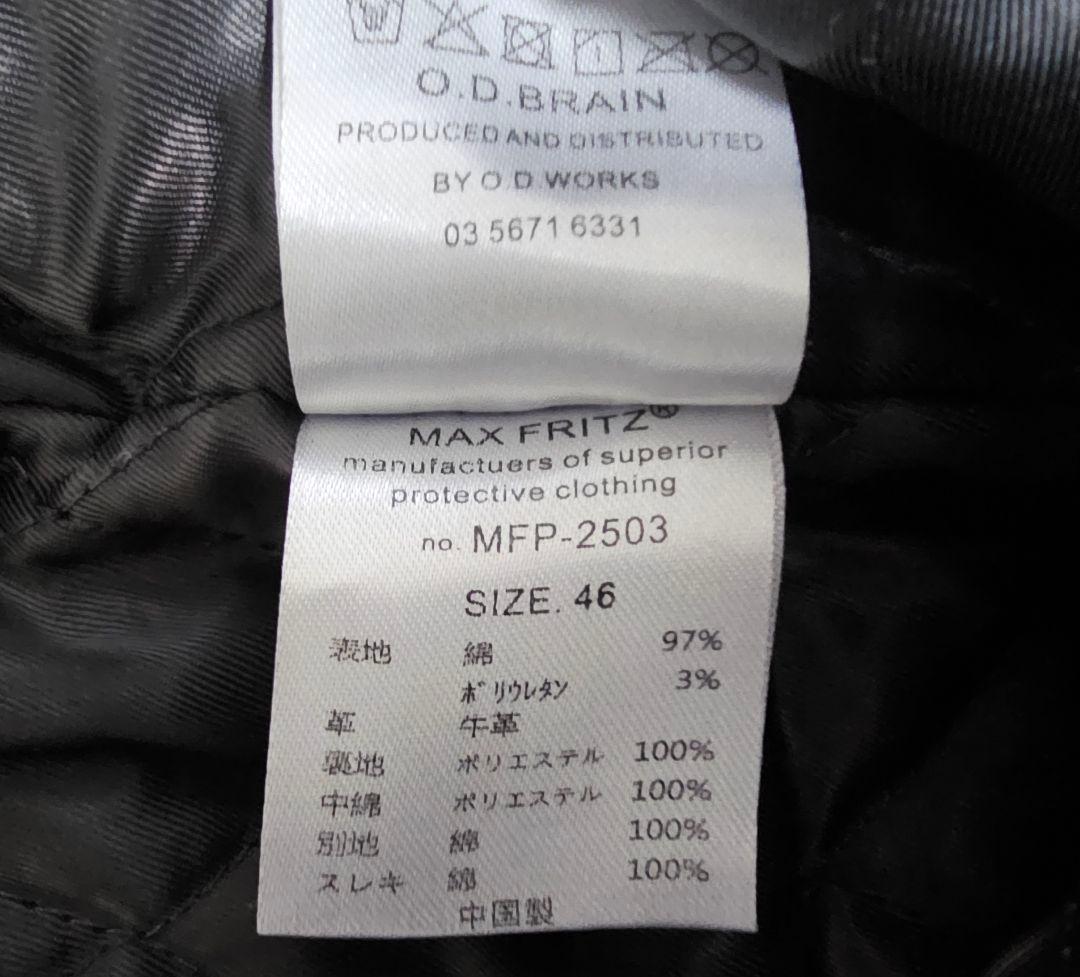 O.D.BRAIN
PRODUCED AND DISTRIBUTED
BY O.D.WORKS
03 5671 6331
MAX FRITZ®
manufactuers of superior
protective clothing
no. MFP-2503
SIZE. 46
表地 綿 97%
ポリウレタン 3%
革 牛革
裏地 ポリエステル 100%
中綿 ポリエステル 100%
別地 綿 100%
スレキ 綿 100%
中国製